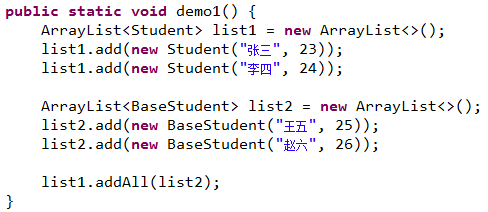 public static void demo1() {
    ArrayList<Student> list1 = new ArrayList<>();
    list1.add(new Student("张三", 23));
    list1.add(new Student("李四", 24));

    ArrayList<BaseStudent> list2 = new ArrayList<>();
    list2.add(new BaseStudent("王五", 25));
    list2.add(new BaseStudent("赵六", 26));

    list1.addAll(list2);
}